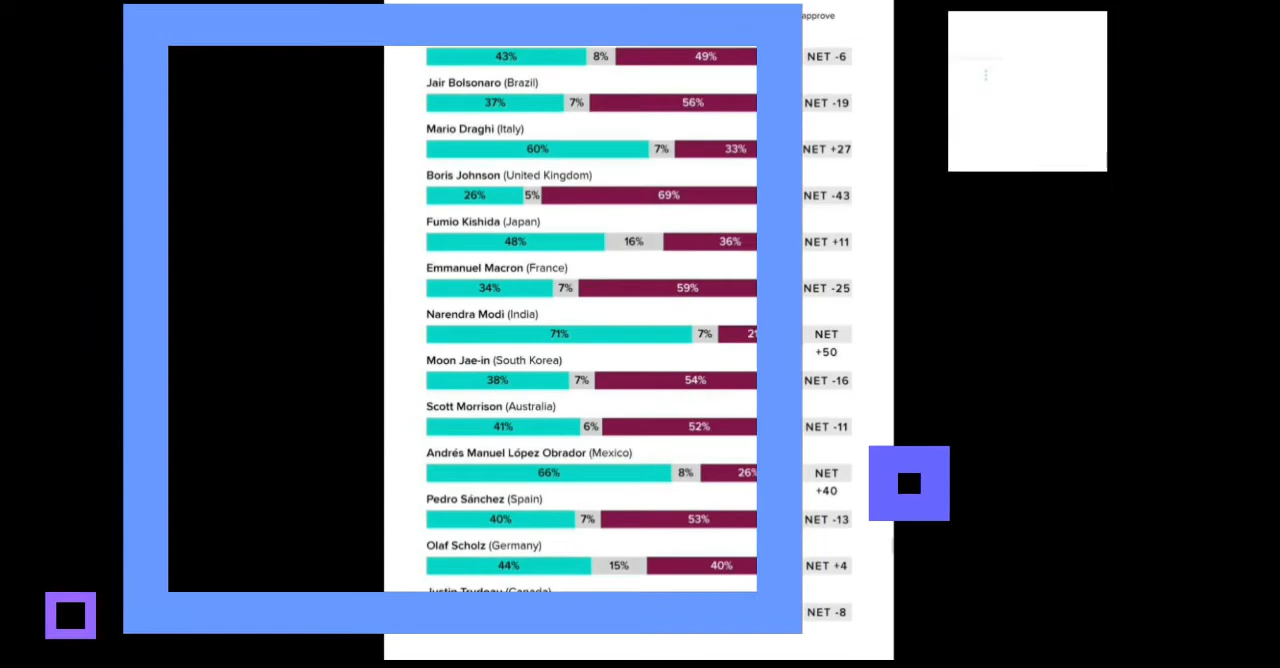 approve
43% 8% 49% NET -6
Jair Bolsonaro (Brazil)
37% 7% 56% NET -19
Mario Draghi (Italy)
60% 7% 33% NET +27
Boris Johnson (United Kingdom)
26% 5% 69% NET -43
Fumio Kishida (Japan)
48% 16% 36% NET +11
Emmanuel Macron (France)
34% 7% 59% NET -25
Narendra Modi (India)
71% 7% NET
+50
Moon Jae-in (South Korea)
38% 7% 54% NET -16
Scott Morrison (Australia)
41% 6% 52% NET -11
Andrés Manuel López Obrador (Mexico)
66% 8% 26% NET
+40
Pedro Sánchez (Spain)
40% 7% 53% NET -13
Olaf Scholz (Germany)
44% 15% 40% NET +4
Justin Trudeau (Canada)
NET -8